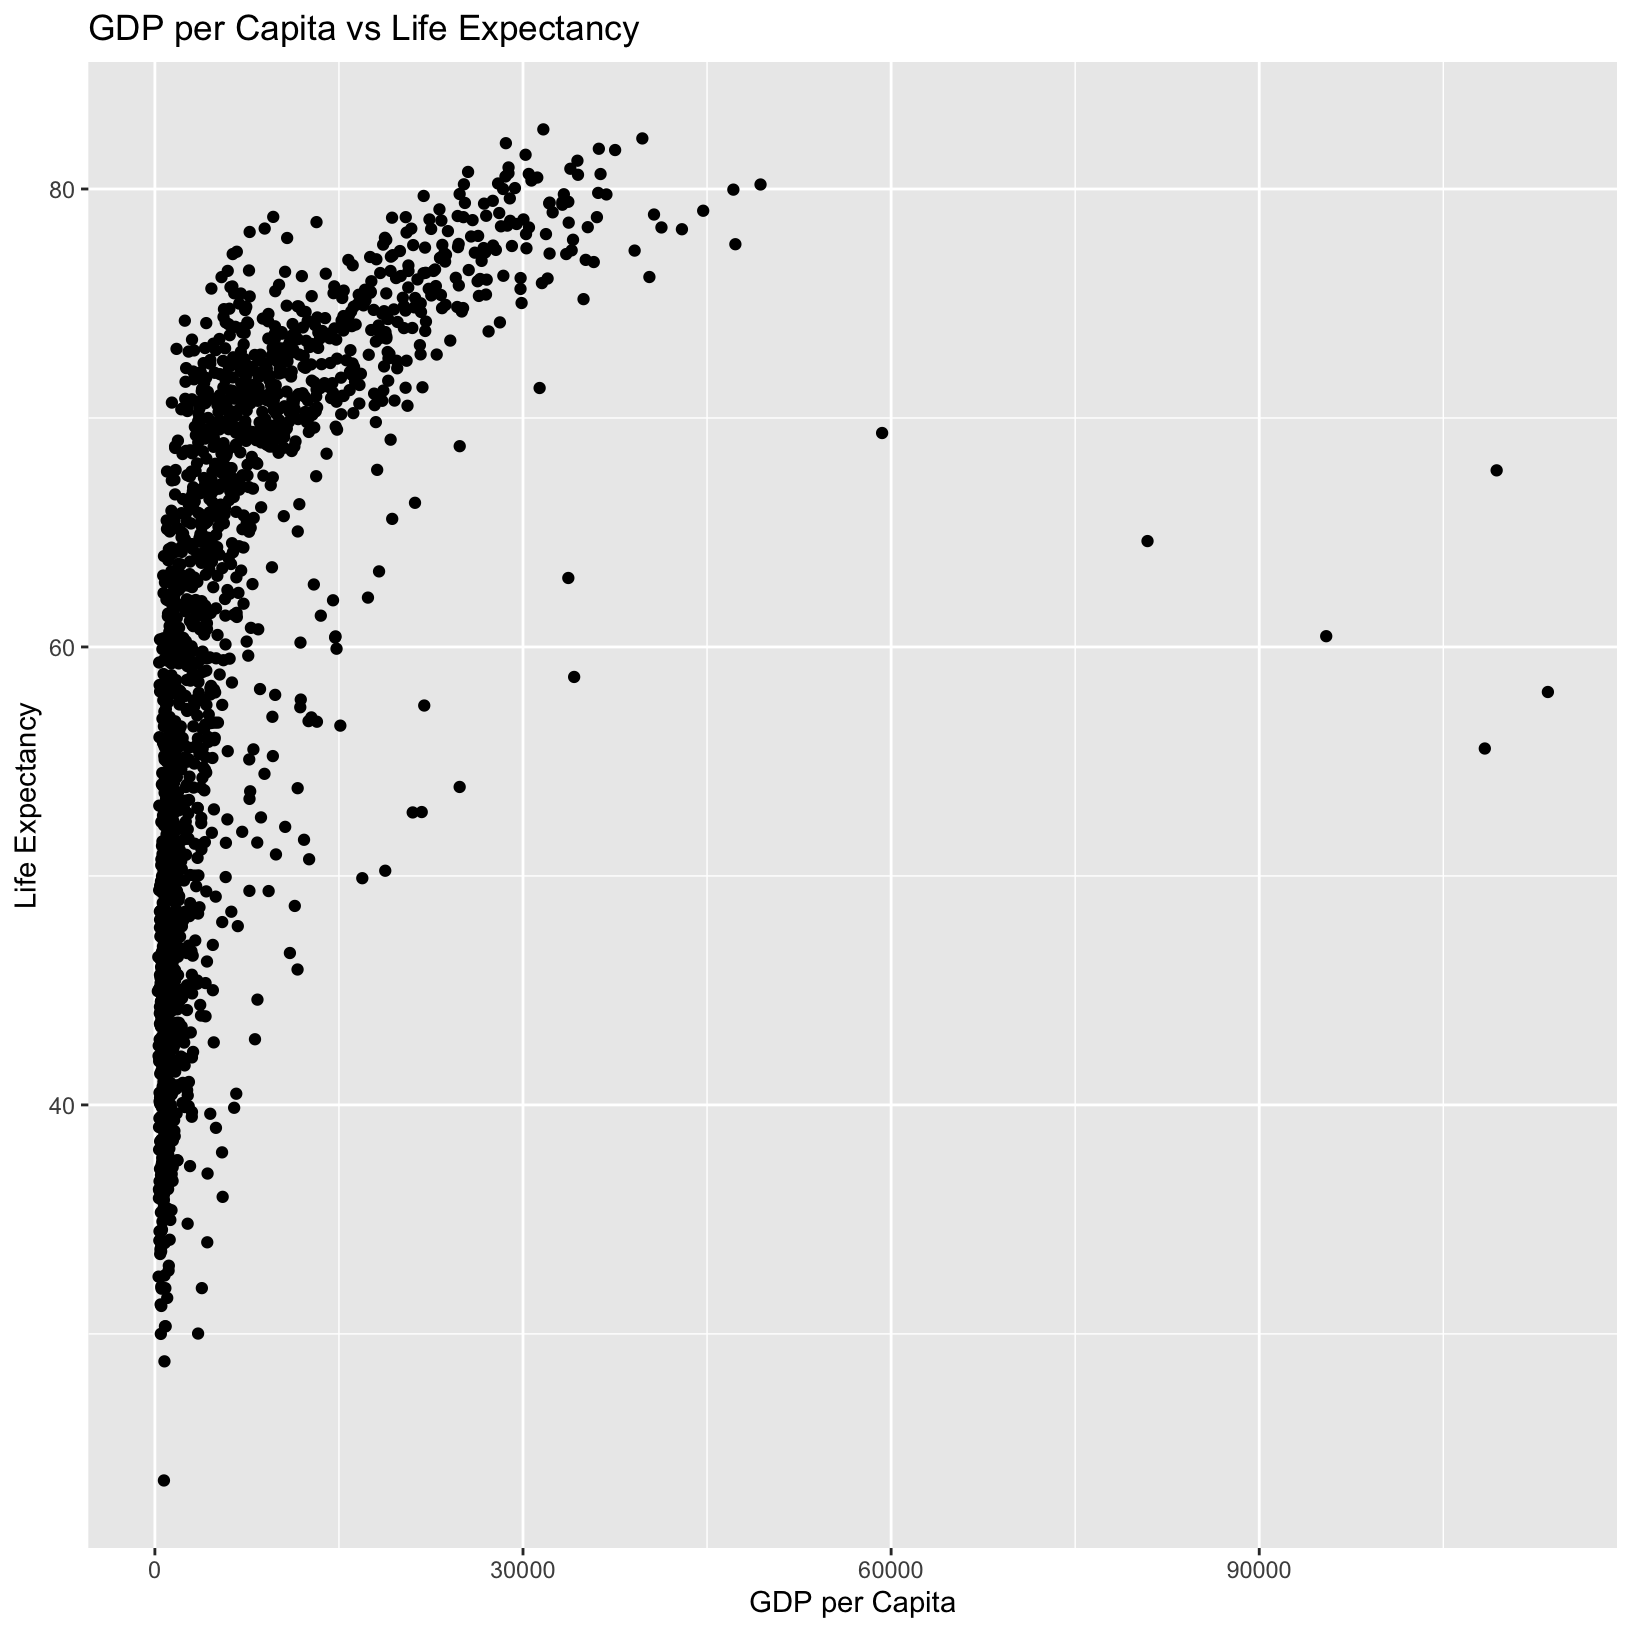 GDP per Capita vs Life Expectancy
80
60
40
Life Expectancy
0 30000 60000 90000
GDP per Capita